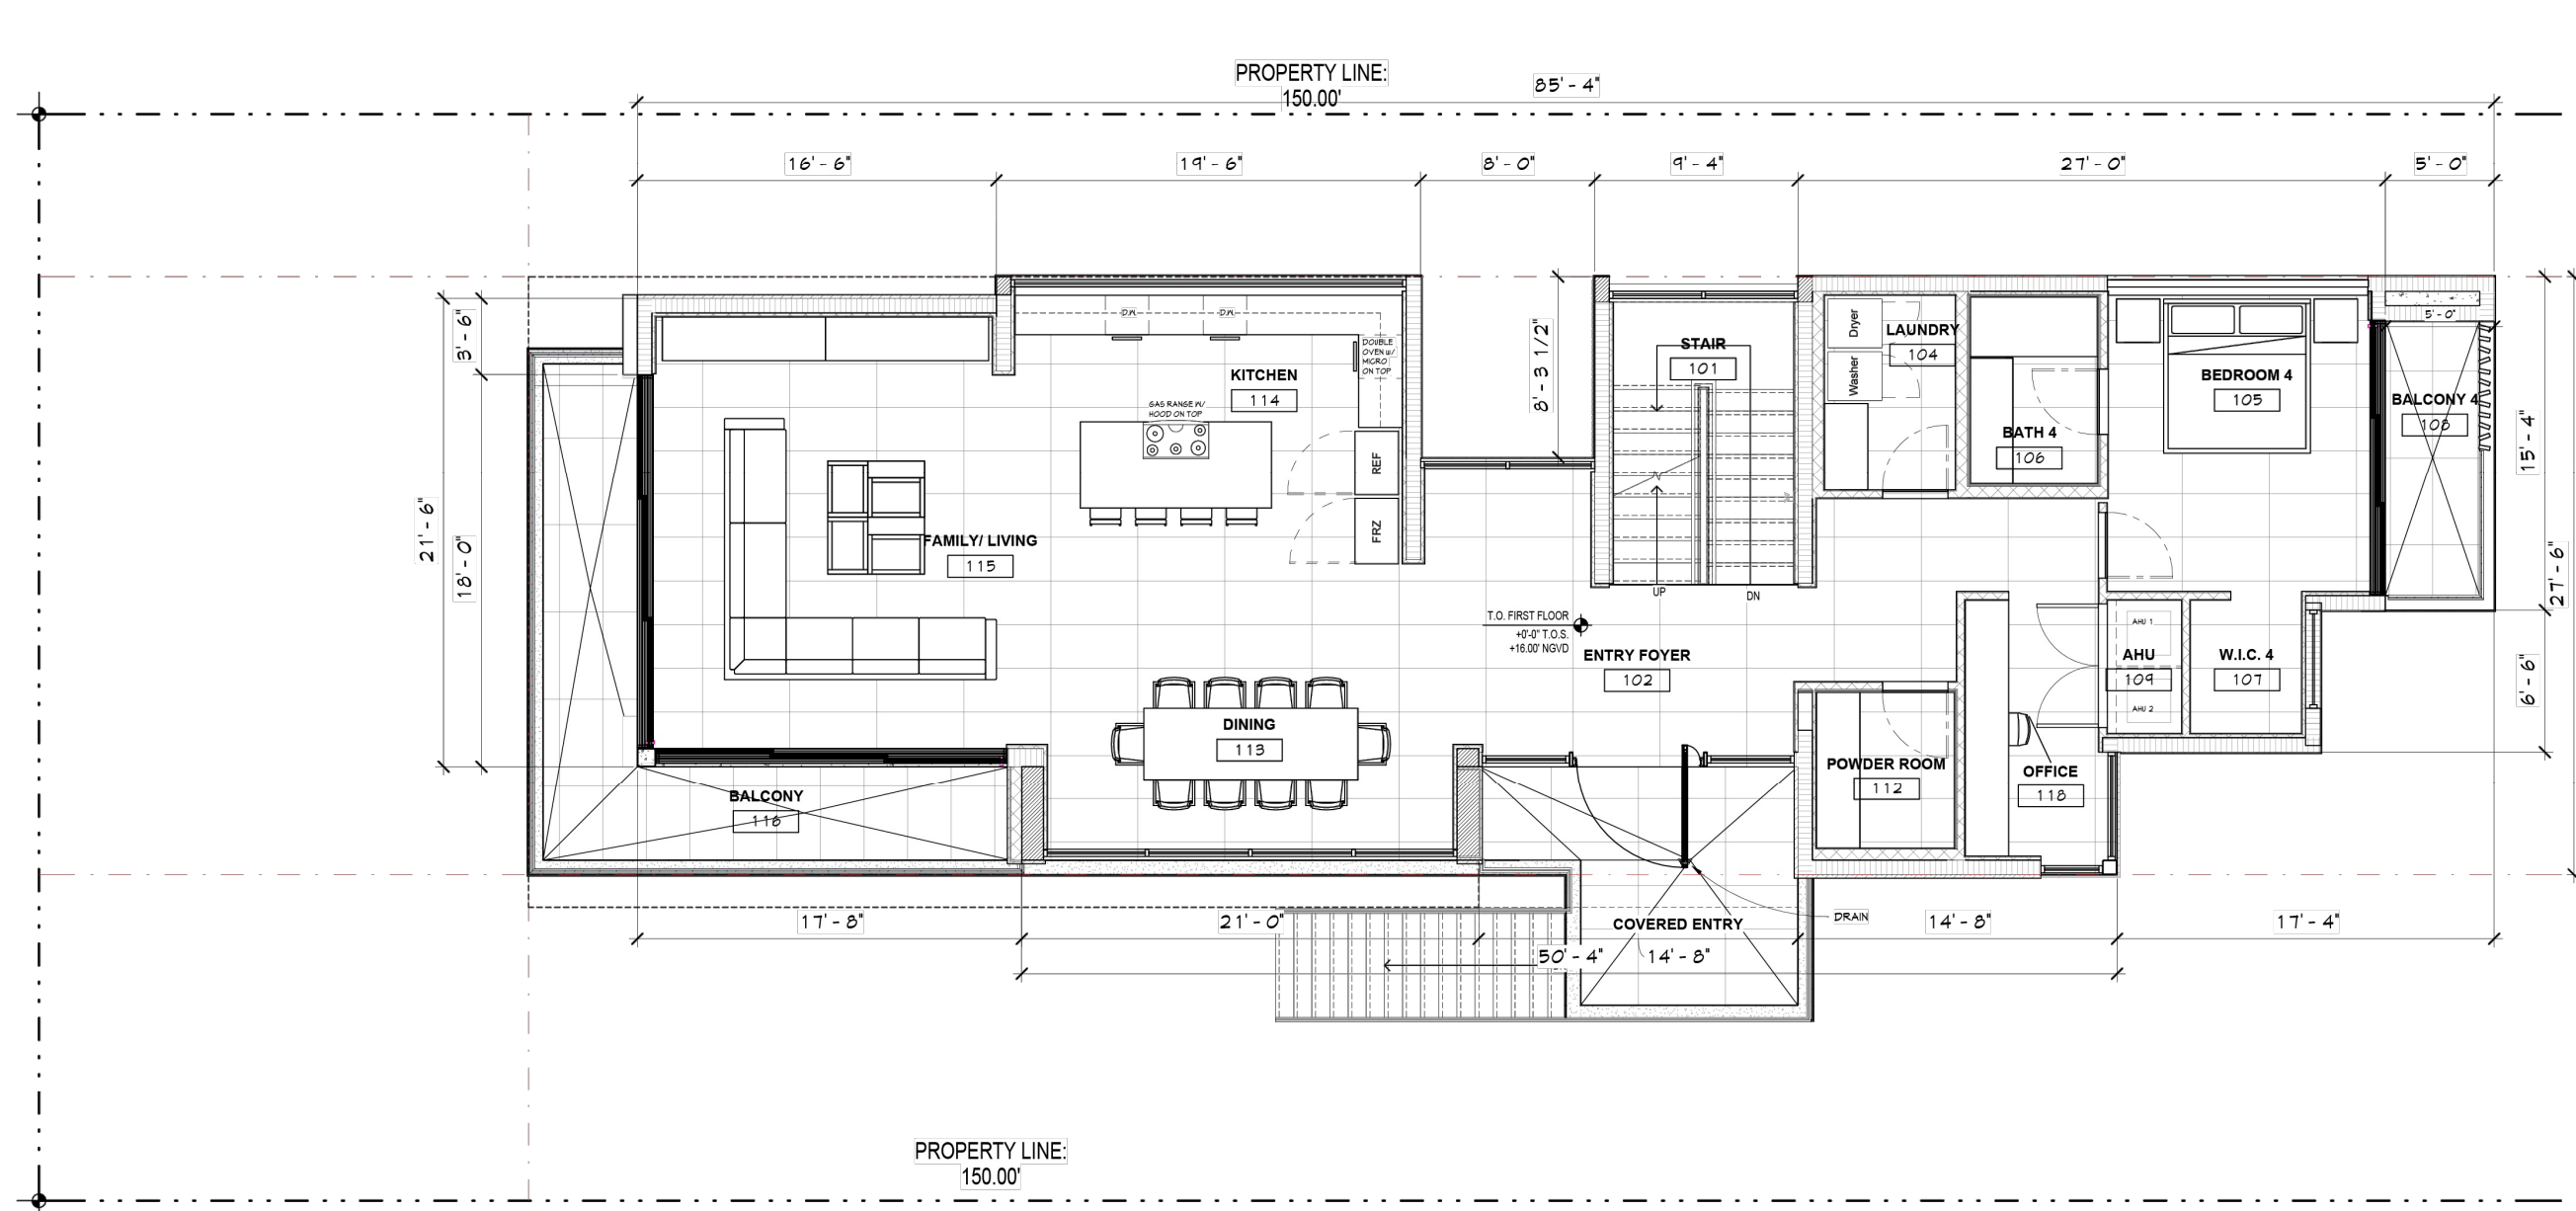 PROPERTY LINE:
150.00'
85' - 4"
16' - 6"
19' - 6"
8' - 0"
9' - 4"
27' - 0"
5' - 0"
3' - 6"
21' - 6"
18' - 0"
8' - 3 1/2"
15' - 4"
27' - 6"
6' - 6"
D.W.
D.W.
DOUBLE
OVEN w/
MICRO
ON TOP
KITCHEN
114
GAS RANGE W/
HOOD ON TOP
REF
FRZ
STAIR
101
UP
DN
Dryer
Washer
LAUNDRY
104
BATH 4
106
BEDROOM 4
105
5' - 0"
BALCONY 4
108
FAMILY/ LIVING
115
T.O. FIRST FLOOR
+0'-0" T.O.S.
+16.00' NGVD
ENTRY FOYER
102
AHU 1
AHU
109
AHU 2
W.I.C. 4
107
DINING
113
POWDER ROOM
112
OFFICE
118
BALCONY
116
COVERED ENTRY
DRAIN
17' - 8"
21' - 0"
14' - 8"
14' - 8"
17' - 4"
50' - 4"
PROPERTY LINE:
150.00'